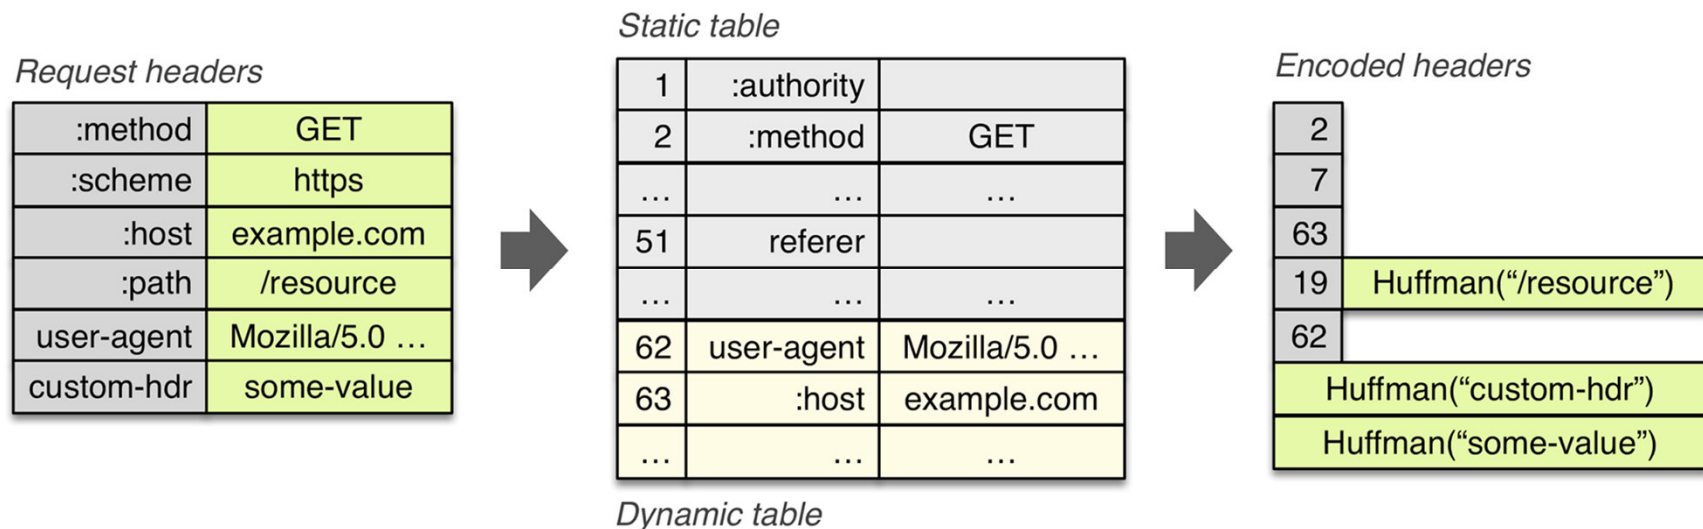 Request headers
:method GET
:scheme https
:host example.com
:path /resource
user-agent Mozilla/5.0 …
custom-hdr some-value
Static table
1 :authority
2 :method GET
… … …
51 referer
… … …
62 user-agent Mozilla/5.0 …
63 :host example.com
… … …
Dynamic table
Encoded headers
2
7
63
19 Huffman(“/resource”)
62
Huffman(“custom-hdr”)
Huffman(“some-value”)